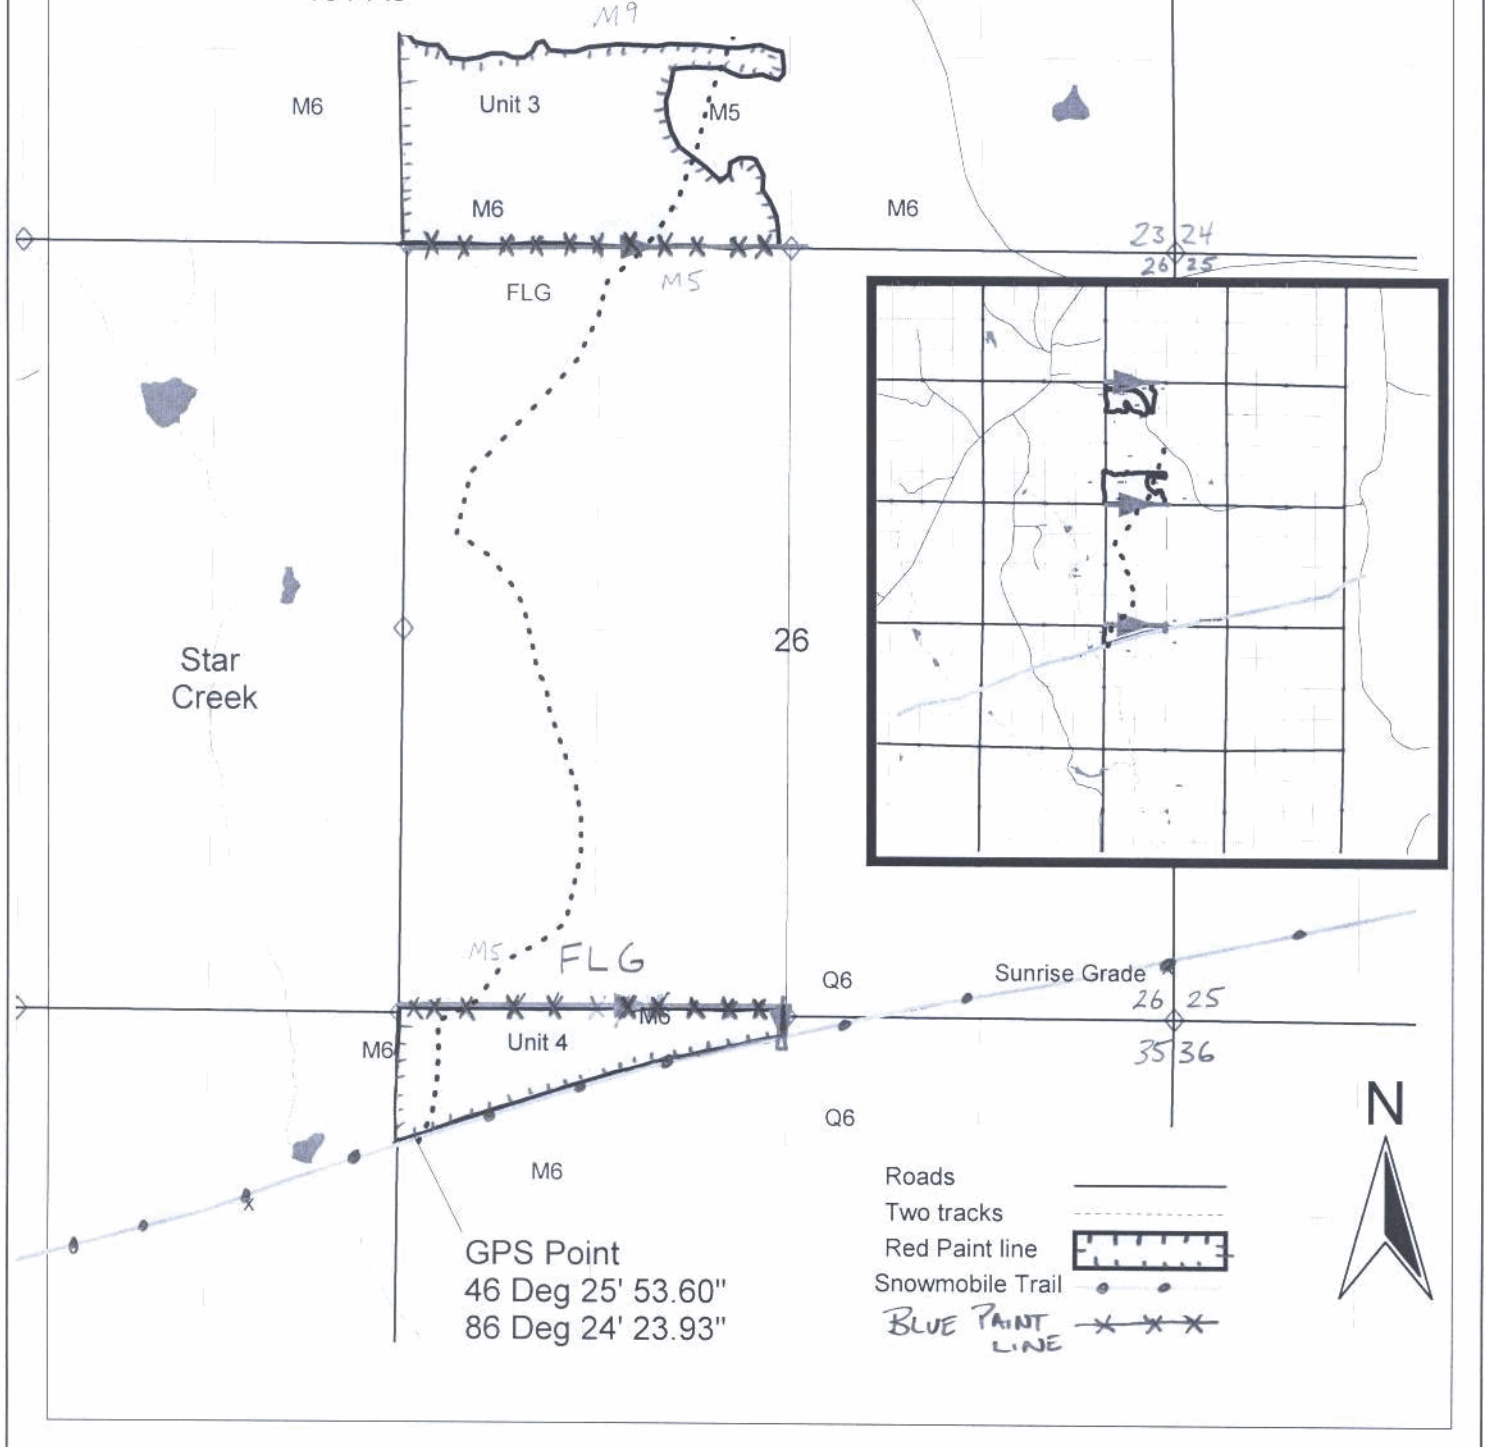 M9
M6
Unit 3
M5
M6
M6
23 24
26 25
FLG
M5
Star
Creek
26
M5
FLG
Q6
Sunrise Grade
26 25
M6
M6
Unit 4
35 36
Q6
N
M6
Roads
Two tracks
GPS Point
Red Paint line
46 Deg 25' 53.60"
Snowmobile Trail
86 Deg 24' 23.93"
BLUE PAINT
LINE